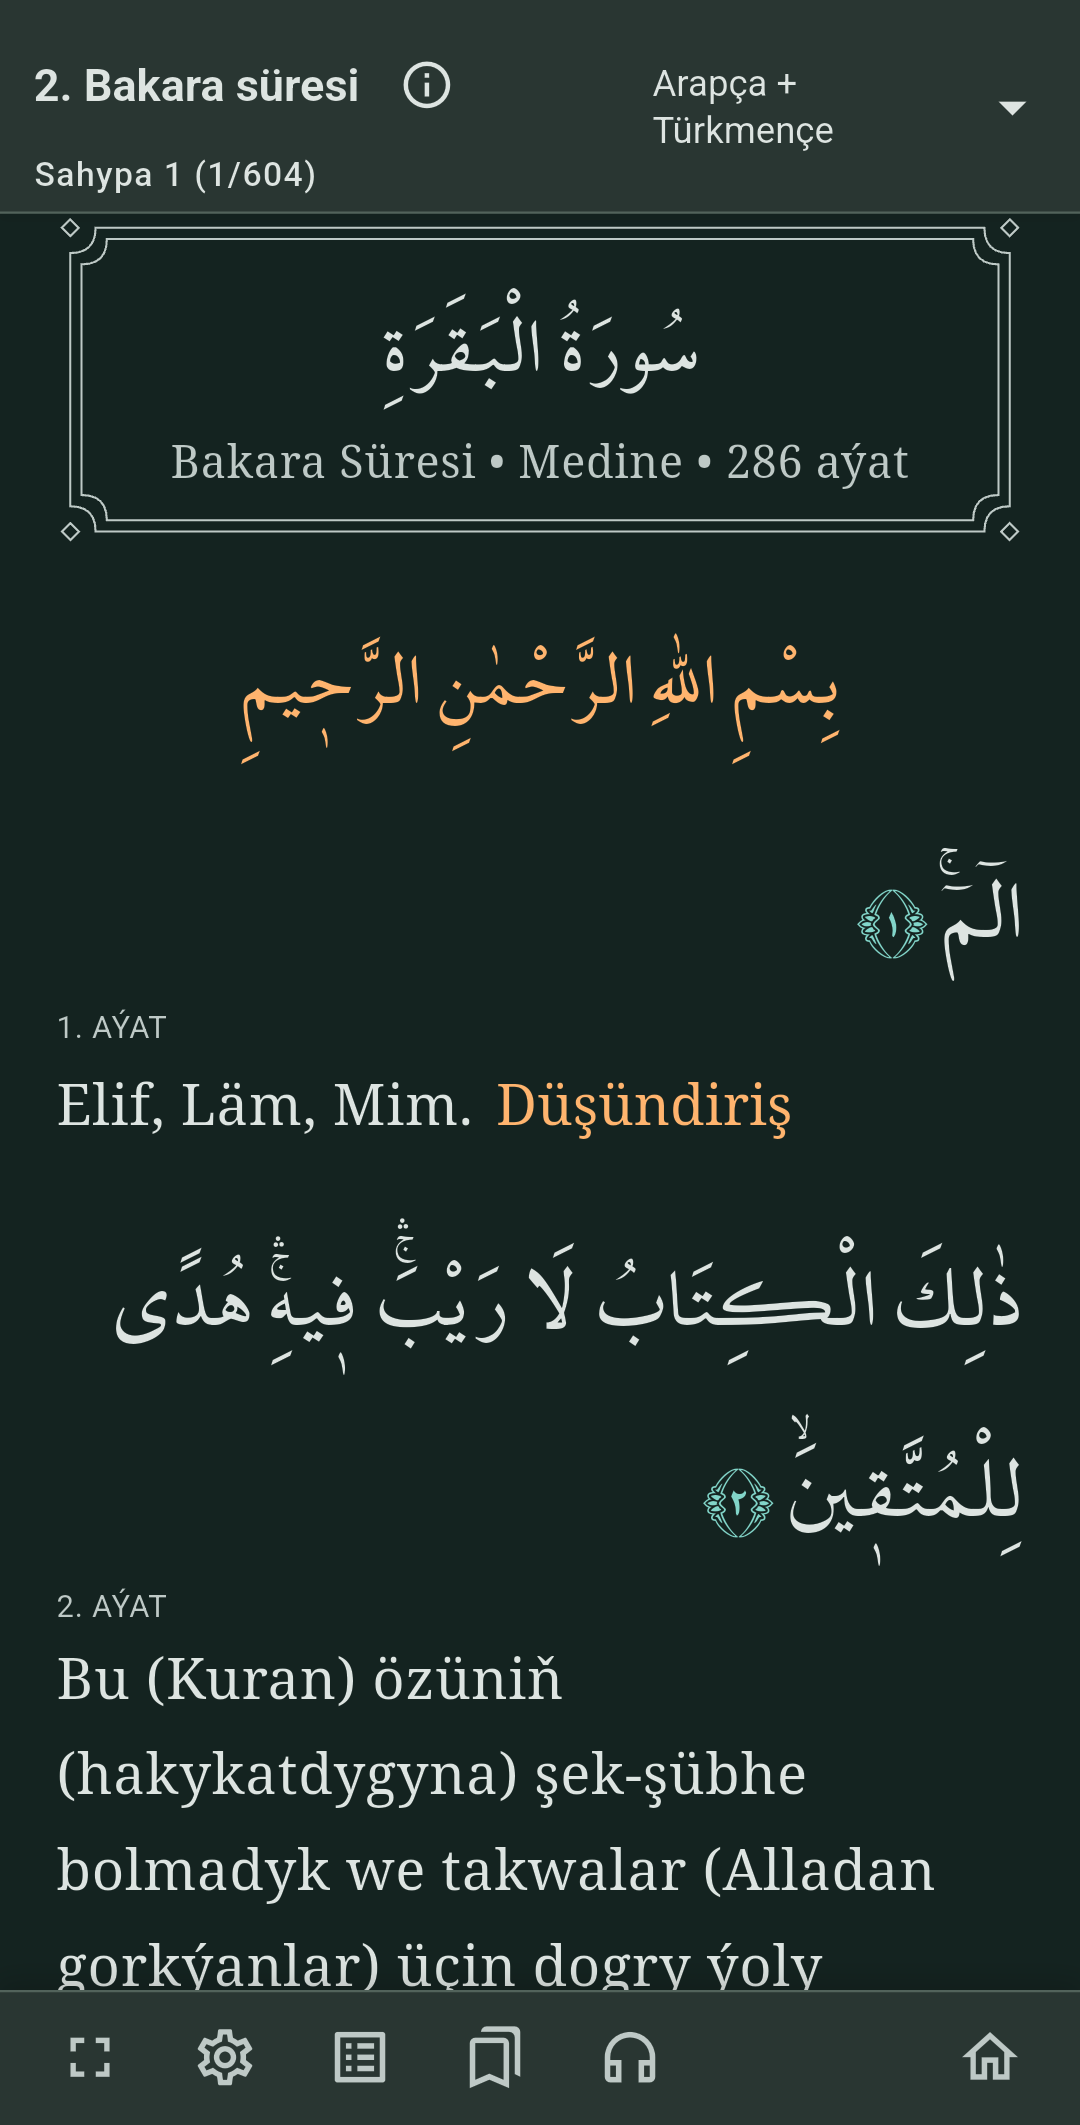 2. Bakara süresi
Arapça +
Türkmençe
Sahypa 1 (1/604)
سُورَةُ الْبَقَرَةِ
Bakara Süresi • Medine • 286 aýat
بِسْمِ اللّٰهِ الرَّحْمٰنِ الرَّح۪يمِ
الٓمٓۚ ﴿١﴾
1. AÝAT
Elif, Läm, Mim. Düşündiriş
ذٰلِكَ الْكِتَابُ لَا رَيْبَۚۛ ف۪يهِۚۛ هُدًى
لِلْمُتَّق۪ينَۙ ﴿٢﴾
2. AÝAT
Bu (Kuran) özüniň
(hakykatdygyna) şek-şübhe
bolmadyk we takwalar (Alladan
gorkýanlar) üçin dogry ýoly